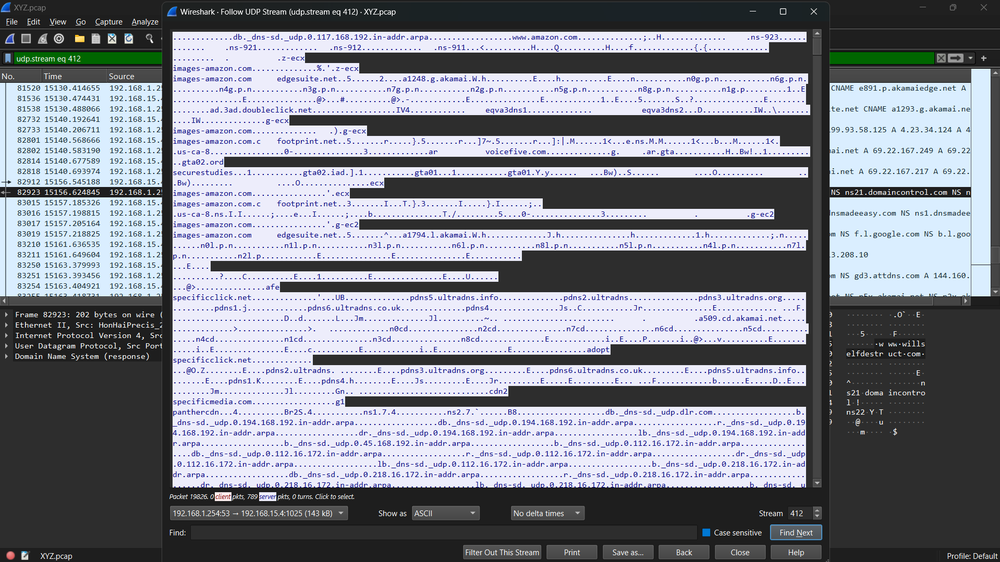 XYZ.pcap
Wireshark · Follow UDP Stream (udp.stream eq 412) · XYZ.pcap
File Edit View Go Capture Analyze
udp.stream eq 412
No. Time Source
81520 15130.414655 192.168.1.2
81536 15130.474431 192.168.15.
81538 15130.488066 192.168.1.2
82732 15140.192641 192.168.15.
82733 15140.206711 192.168.1.2
82801 15140.568666 192.168.15.
82802 15140.583190 192.168.1.2
82814 15140.677589 192.168.15.
82818 15140.693974 192.168.1.2
82912 15156.545188 192.168.15.
82923 15156.624845 192.168.1.2
83015 15157.185326 192.168.15.
83016 15157.198815 192.168.1.2
83017 15157.205164 192.168.15.
83019 15157.218825 192.168.1.2
83210 15161.636535 192.168.15.
83211 15161.649604 192.168.1.2
83250 15163.379993 192.168.15.
83251 15163.393456 192.168.1.2
83254 15163.404921 192.168.15.
Frame 82923: 202 bytes on wire (
Ethernet II, Src: HonHaiPrecis_2
Internet Protocol Version 4, Src
User Datagram Protocol, Src Port
Domain Name System (response)
.............db._dns-sd._udp.0.117.168.192.in-addr.arpa..................www.amazon.com..............;..H.............. .ns-923......
....... .ns-921............. .ns-912............. .ns-911...<..........H....Q..........H....f.............{.{.............
......... . .z-ecx
images-amazon.com..............%.'.z-ecx
images-amazon.com edgesuite.net..5......2....a1248.g.akamai.W.h..........E....h..........E....n...........n0g.p.n...........n6g.p.n.
..........n4g.p.n...........n3g.p.n...........n7g.p.n...........n2g.p.n...........n5g.p.n...........n8g.p.n...........n1g.p.........1..E
...............E...............@>...#.........@>.-............E...............E............1..E...5.......S..?...............E........
........ad.3ad.doubleclick.net..................IV4............ eqva3dns1.............. eqva3dns2...D...........IW..\.......
....IW..............g-ecx
images-amazon.com.............. .).g-ecx
images-amazon.com.c footprint.net..5.......r.....}.5.......r...]7~.5.......r...]:|.M......1<...e.ns.M.M......1<...b...M......1<.
.us-ca-8................0-...............3............ar voicefive.com..............g. .ar.gta...........H..Bw!..1.........
..gta02.ord
securestudies...1...........gta02.iad.].1...........gta01...1...........gta01.Y.y...... ...Bw)..S...... ....O.......... ..
.Bw)......... ....O................ecx
images-amazon.com................'.ecx
images-amazon.com.c footprint.net..3.......I...T.}.3.......I.....}.I......;..
.us-ca-8.ns.I.I......;....e...I......;....b..............T./.........5....0-...............3......... . .g-ec2
images-amazon.com................'.g-ec2
images-amazon.com edgesuite.net..5.......^...a1794.l.akamai.W.h.............J.h...............h.............1.h.............;.n.....
......n0l.p.n...........n1l.p.n...........n3l.p.n...........n6l.p.n...........n8l.p.n...........n5l.p.n...........n4l.p.n...........n7l.
p.n...........n2l.p............E...............E...............E...........
...E....
..........?....C..........E....1..........E...............E....U......
...@>...............afe
specificclick.net..............'...UB.............pdns5.ultradns.info.............pdns2.ultradns..............pdns3.ultradns.org.....
.........pdns1.j............pdns6.ultradns.co.uk.............pdns4..............Js..C..........Jr...............E............ ...F.
.......................D..d......L...Jm.............Jl..........~.. ....................... . .a509.cd.akamai.net.....
.............>...............>. ............n0cd..............n2cd..............n7cd..............n6cd..............n5cd..........
.....n4cd..............n1cd..............n3cd..............n8cd..............E............i..E....P......i..@>...v..........E.......
.....i..E...............E....c..........E............i..E...............E...............adopt
specificclick.net.............
...@O.Z........E....pdns2.ultradns. ........E....pdns3.ultradns.org.........E....pdns6.ultradns.co.uk.........E....pdns5.ultradns.info..
.......E....pdns1.K........E....pdns4.h.........E....Js.........E....Jr.........E.....E.........E... ...F............b......E.....D..E...
........Jm..............Jl.........Gn.. ...........................cdn2
specificmedia.com..................g1
panthercdn...4..........Br2S.4...........ns1.7.4...........ns2.7.`......B8...................db._dns-sd._udp.dlr.com..................b.
_dns-sd._udp.0.194.168.192.in-addr.arpa..................db._dns-sd._udp.0.194.168.192.in-addr.arpa..................r._dns-sd._udp.0.19
4.168.192.in-addr.arpa..................dr._dns-sd._udp.0.194.168.192.in-addr.arpa..................lb._dns-sd._udp.0.194.168.192.in-add
r.arpa..................b._dns-sd._udp.0.45.168.192.in-addr.arpa..................b._dns-sd._udp.0.112.16.172.in-addr.arpa..............
....db._dns-sd._udp.0.112.16.172.in-addr.arpa..................r._dns-sd._udp.0.112.16.172.in-addr.arpa..................dr._dns-sd._udp
.0.112.16.172.in-addr.arpa..................lb._dns-sd._udp.0.112.16.172.in-addr.arpa..................b._dns-sd._udp.0.218.16.172.in-ad
dr.arpa..................db._dns-sd._udp.0.218.16.172.in-addr.arpa..................r._dns-sd._udp.0.218.16.172.in-addr.arpa............
......dr._dns-sd._udp.0.218.16.172.in-addr.arpa..................lb._dns-sd._udp.0.218.16.172.in-addr.arpa..................b._dns-sd._u
Packet 19826. 0 client pkts, 789 server pkts, 0 turns. Click to select.
192.168.1.254:53 → 192.168.15.4:1025 (143 kB) Show as ASCII No delta times Stream 412
Find: Case sensitive Find Next
Filter Out This Stream Print Save as... Back Close Help
CNAME e891.p.akamaiedge.net A
te.net CNAME a1293.g.akamai.ne
99.93.58.125 A 4.23.34.124 A 4
ai.net A 69.22.167.249 A 69.22
i.net A 69.22.167.217 A 69.22.
NS ns21.domaincontrol.com NS n
nsmadeeasy.com NS ns1.dnsmadee
om NS f.l.google.com NS b.l.goo
3.208.10
om NS gd3.attdns.com A 144.160.
........ ·.O`··E·
........ ........
···5···· ··F·····
·······w ww·wills
elfdestr uct·com·
........ ........
........ ······E·
^······· ·······n
s21·doma incontro
l·!····· ········
ns22·Y·T ········
··@····u ········
···m···· ·$
XYZ.pcap
Profile: Default